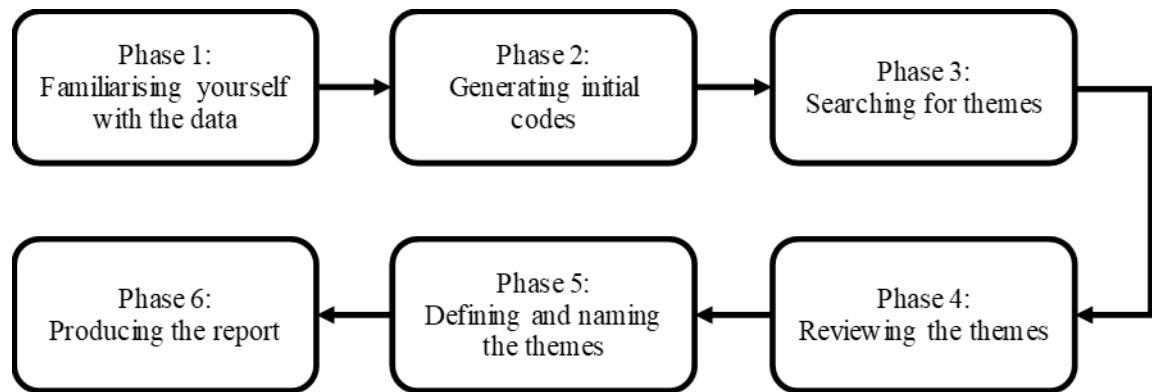 Phase 1:
Familiarising yourself
with the data
Phase 2:
Generating initial
codes
Phase 3:
Searching for themes
Phase 4:
Reviewing the themes
Phase 5:
Defining and naming
the themes
Phase 6:
Producing the report